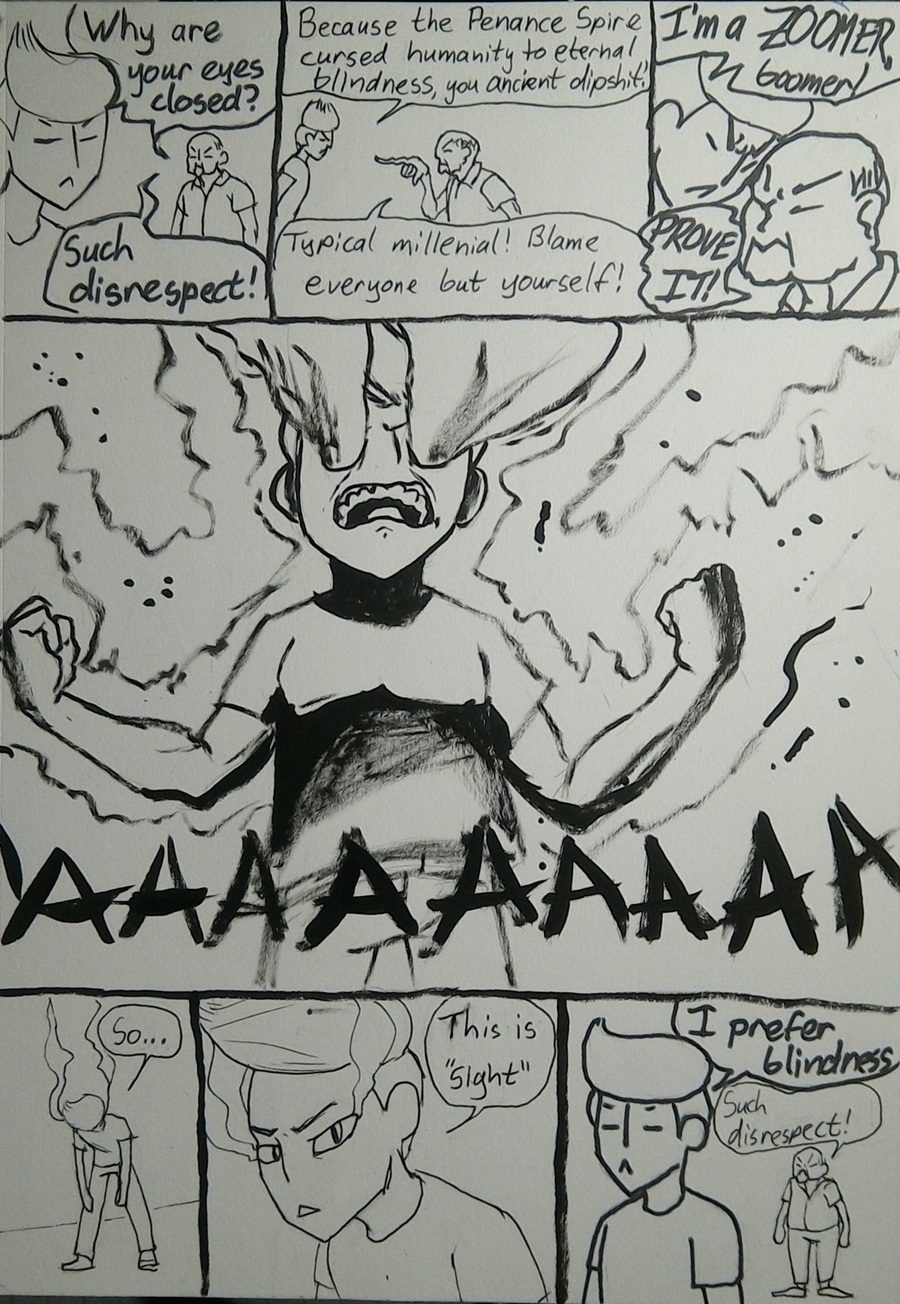 Why are
your eyes
closed?
Such
disrespect!
Because the Penance Spire
cursed humanity to eternal
blindness, you ancient dipshit!
Typical millenial! Blame
everyone but yourself!
I'm a ZOOMER,
boomer!
PROVE
IT!
AAAAAAAAA
So...
This is
"Sight"
I prefer
blindness
Such
disrespect!